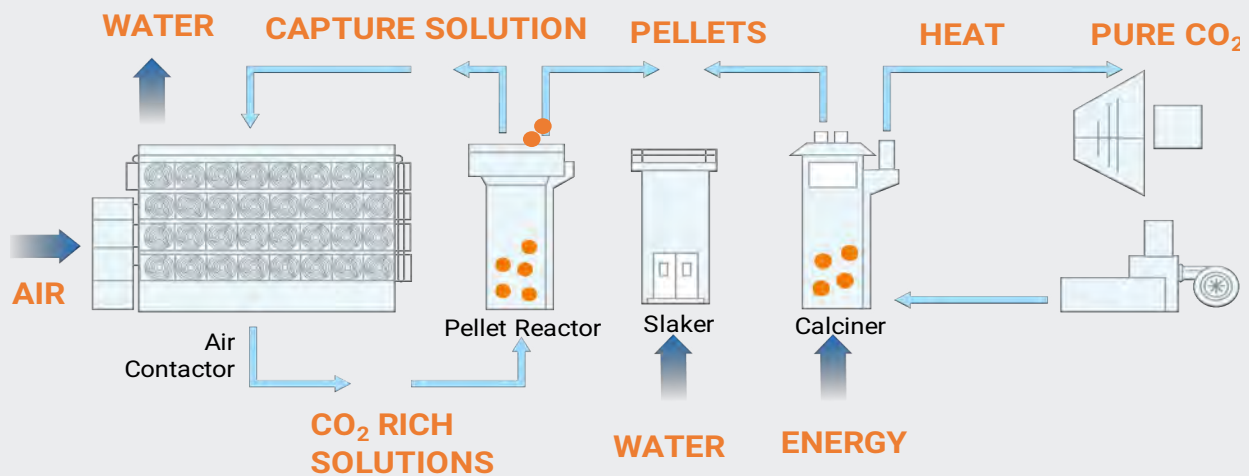 WATER
CAPTURE SOLUTION
PELLETS
HEAT
PURE CO₂
AIR
Air
Contactor
Pellet Reactor
Slaker
Calciner
CO₂ RICH
SOLUTIONS
WATER
ENERGY